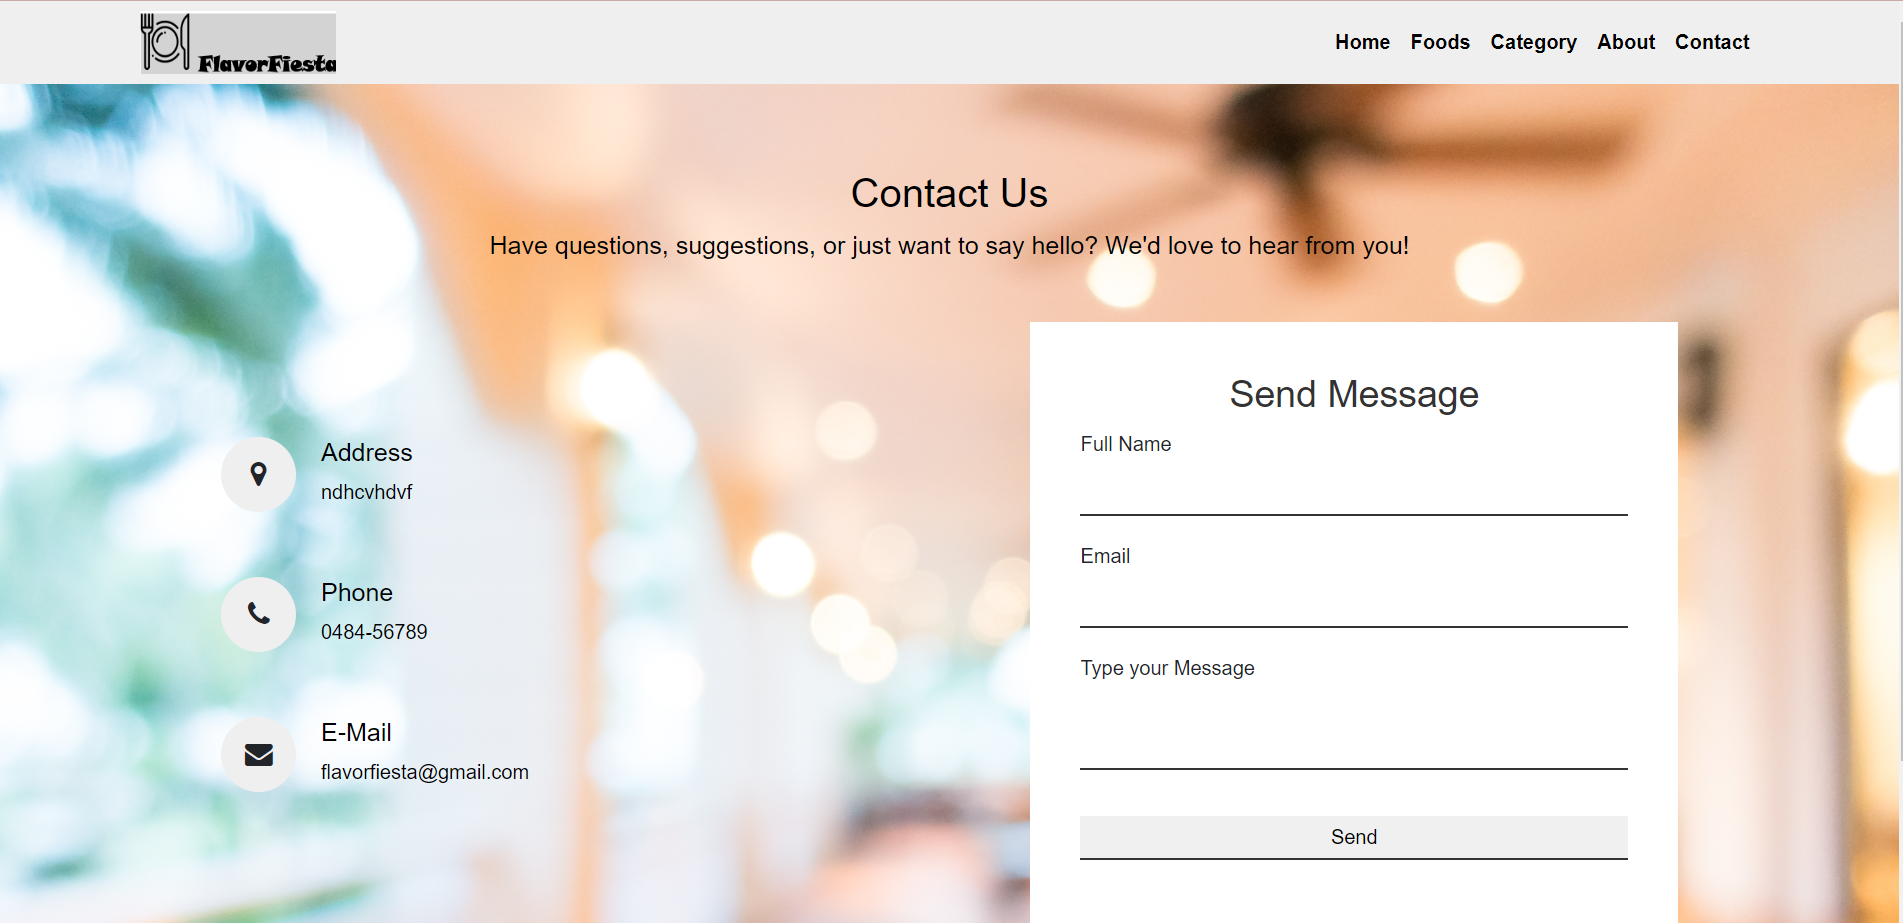 FlavorFiesta
Home Foods Category About Contact
Contact Us
Have questions, suggestions, or just want to say hello? We'd love to hear from you!
Address
ndhcvhdvf
Phone
0484-56789
E-Mail
flavorfiesta@gmail.com
Send Message
Full Name
Email
Type your Message
Send